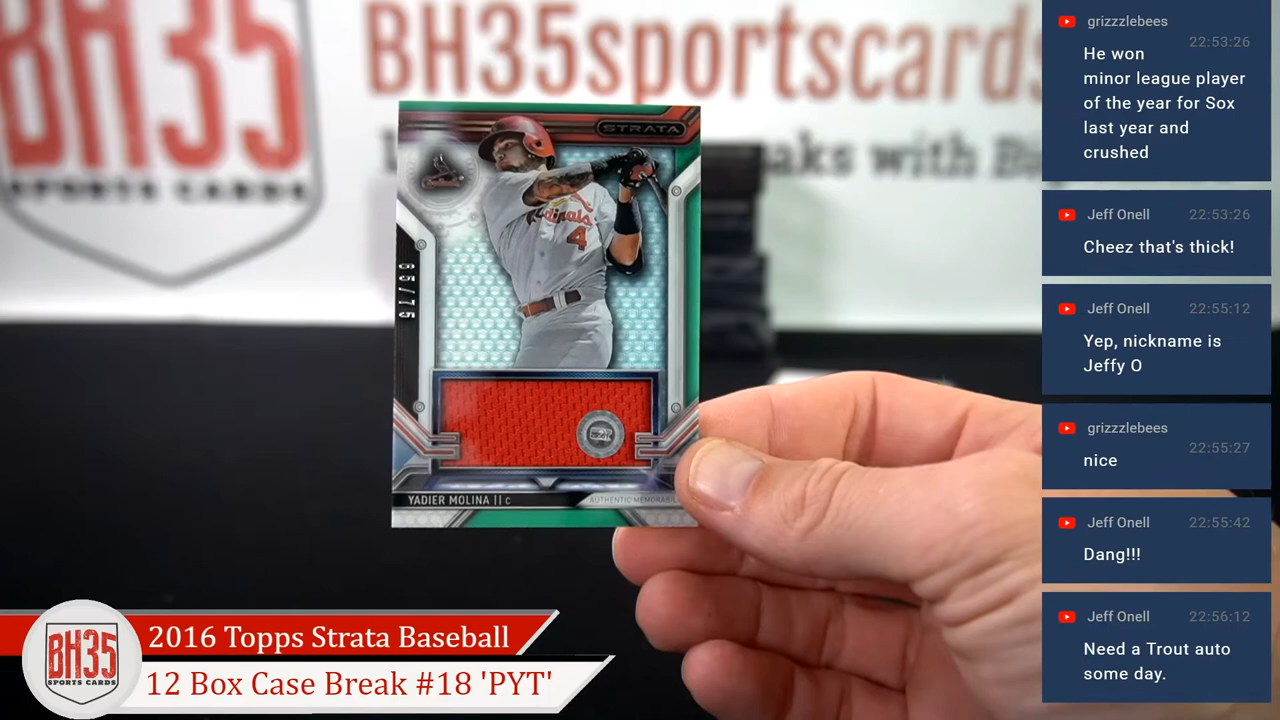 BH35
SPORTS CARDS
BH35sportscards
aks with B
STRATA
Cardinals
4
65/75
YADIER MOLINA || C
AUTHENTIC MEMORABIL
2016 Topps Strata Baseball
12 Box Case Break #18 'PYT'
BH35
SPORTS CARDS
grizzzlebees
22:53:26
He won
minor league player
of the year for Sox
last year and
crushed
Jeff Onell 22:53:26
Cheez that's thick!
Jeff Onell 22:55:12
Yep, nickname is
Jeffy O
grizzzlebees
22:55:27
nice
Jeff Onell 22:55:42
Dang!!!
Jeff Onell 22:56:12
Need a Trout auto
some day.